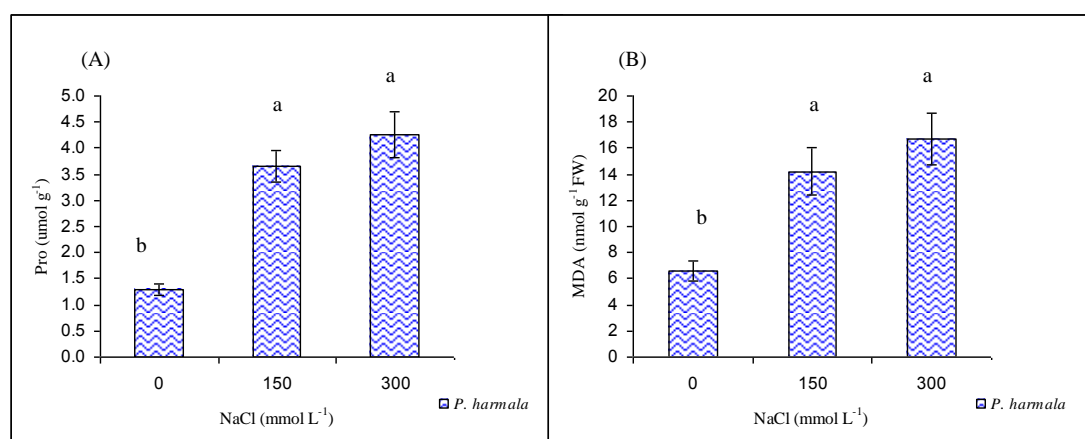 (A)
a
a
b
5.0
4.5
4.0
3.5
3.0
2.5
2.0
1.5
1.0
0.5
0.0
Pro (umol g-1)
0 150 300
NaCl (mmol L-1)
P. harmala
(B)
a
a
b
20
18
16
14
12
10
8
6
4
2
0
MDA (nmol g-1 FW)
0 150 300
NaCl (mmol L-1)
P. harmala